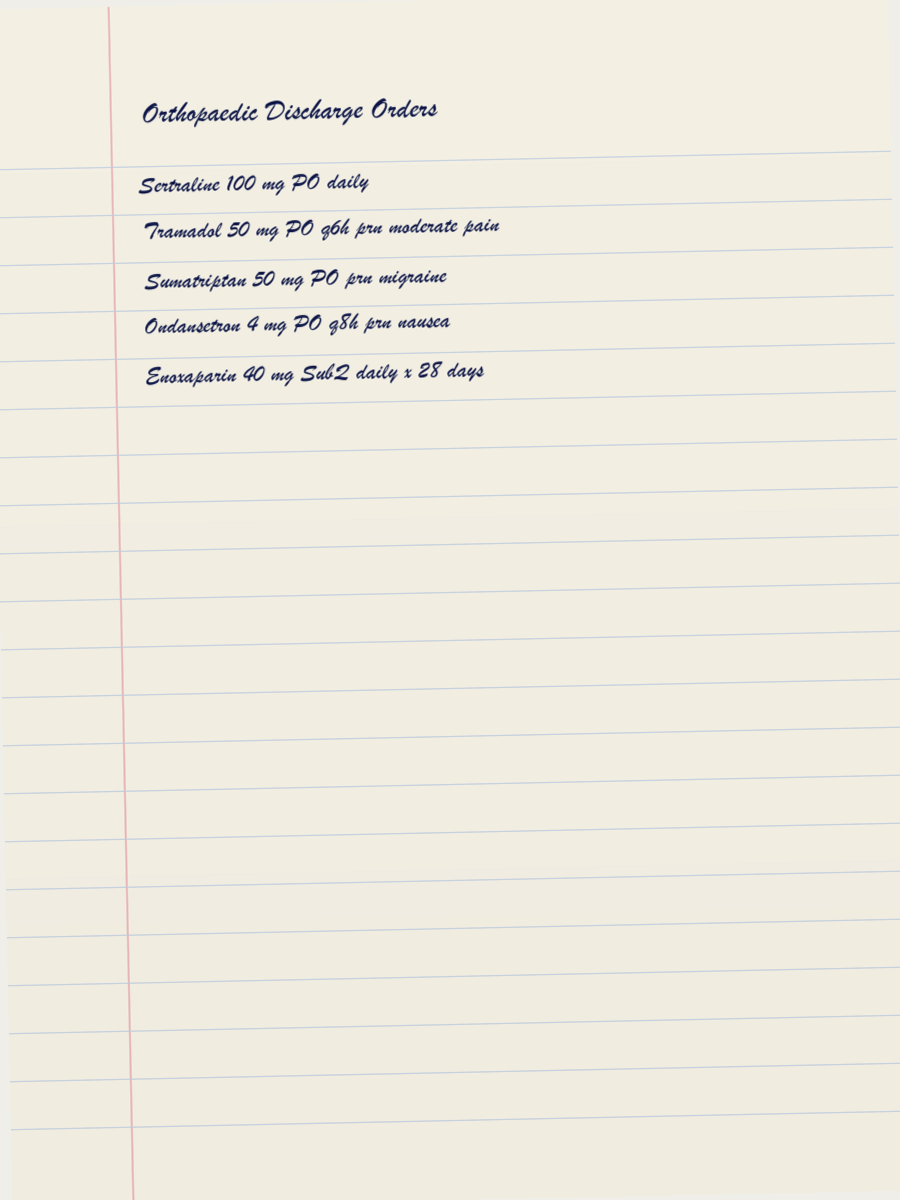 Orthopaedic Discharge Orders
Sertraline 100 mg PO daily
Tramadol 50 mg PO q6h prn moderate pain
Sumatriptan 50 mg PO prn migraine
Ondansetron 4 mg PO q8h prn nausea
Enoxaparin 40 mg SubQ daily x 28 days